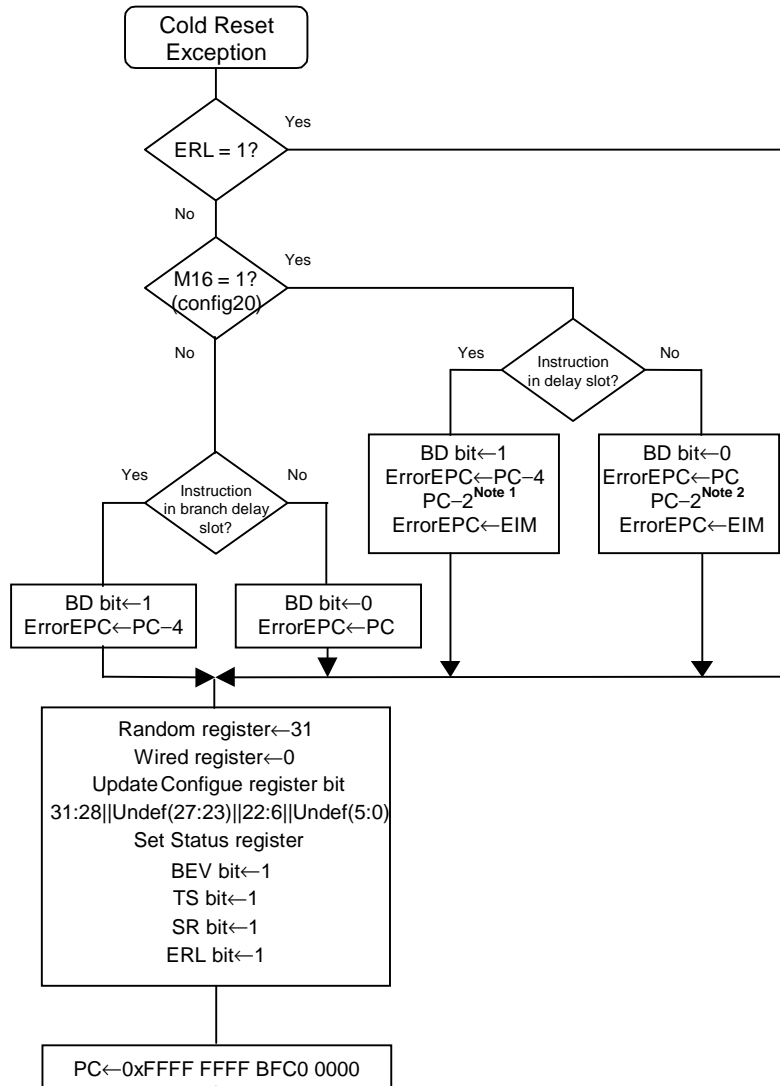 Cold Reset
Exception
Yes
ERL = 1?
No
Yes
M16 = 1?
(config20)
No
Yes
Instruction
in delay slot?
No
BD bit←1
ErrorEPC←PC-4
PC–2Note 1
ErrorEPC←EIM
BD bit←0
ErrorEPC←PC
PC–2Note 2
ErrorEPC←EIM
Yes
Instruction
in branch delay
slot?
No
BD bit←1
ErrorEPC←PC–4
BD bit←0
ErrorEPC←PC
Random register←31
Wired register←0
Update Configue register bit
31:28||Undef(27:23)||22:6||Undef(5:0)
Set Status register
BEV bit←1
TS bit←1
SR bit←1
ERL bit←1
PC←0xFFFF FFFF BFC0 0000